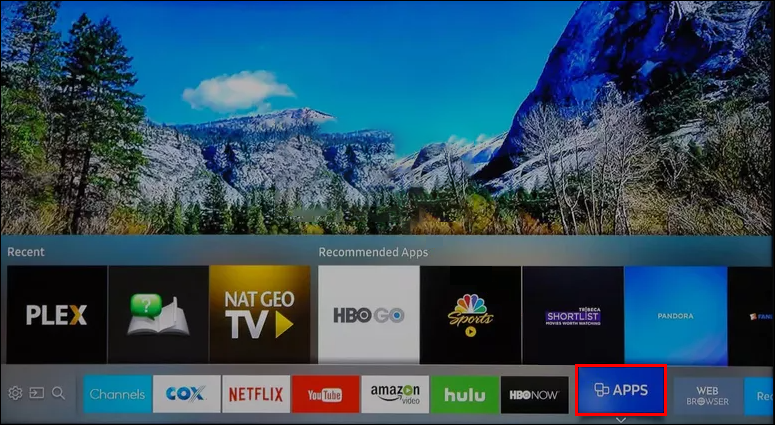 Recent
Recommended Apps
PLEX
?
NAT GEO
TV
HBO GO
Sports
TRIBECA
SHORTLIST
MOVIES WORTH WATCHING
PANDORA
Channels
COX
NETFLIX
YouTube
amazon
video
hulu
HBO NOW
APPS
WEB
BROWSER